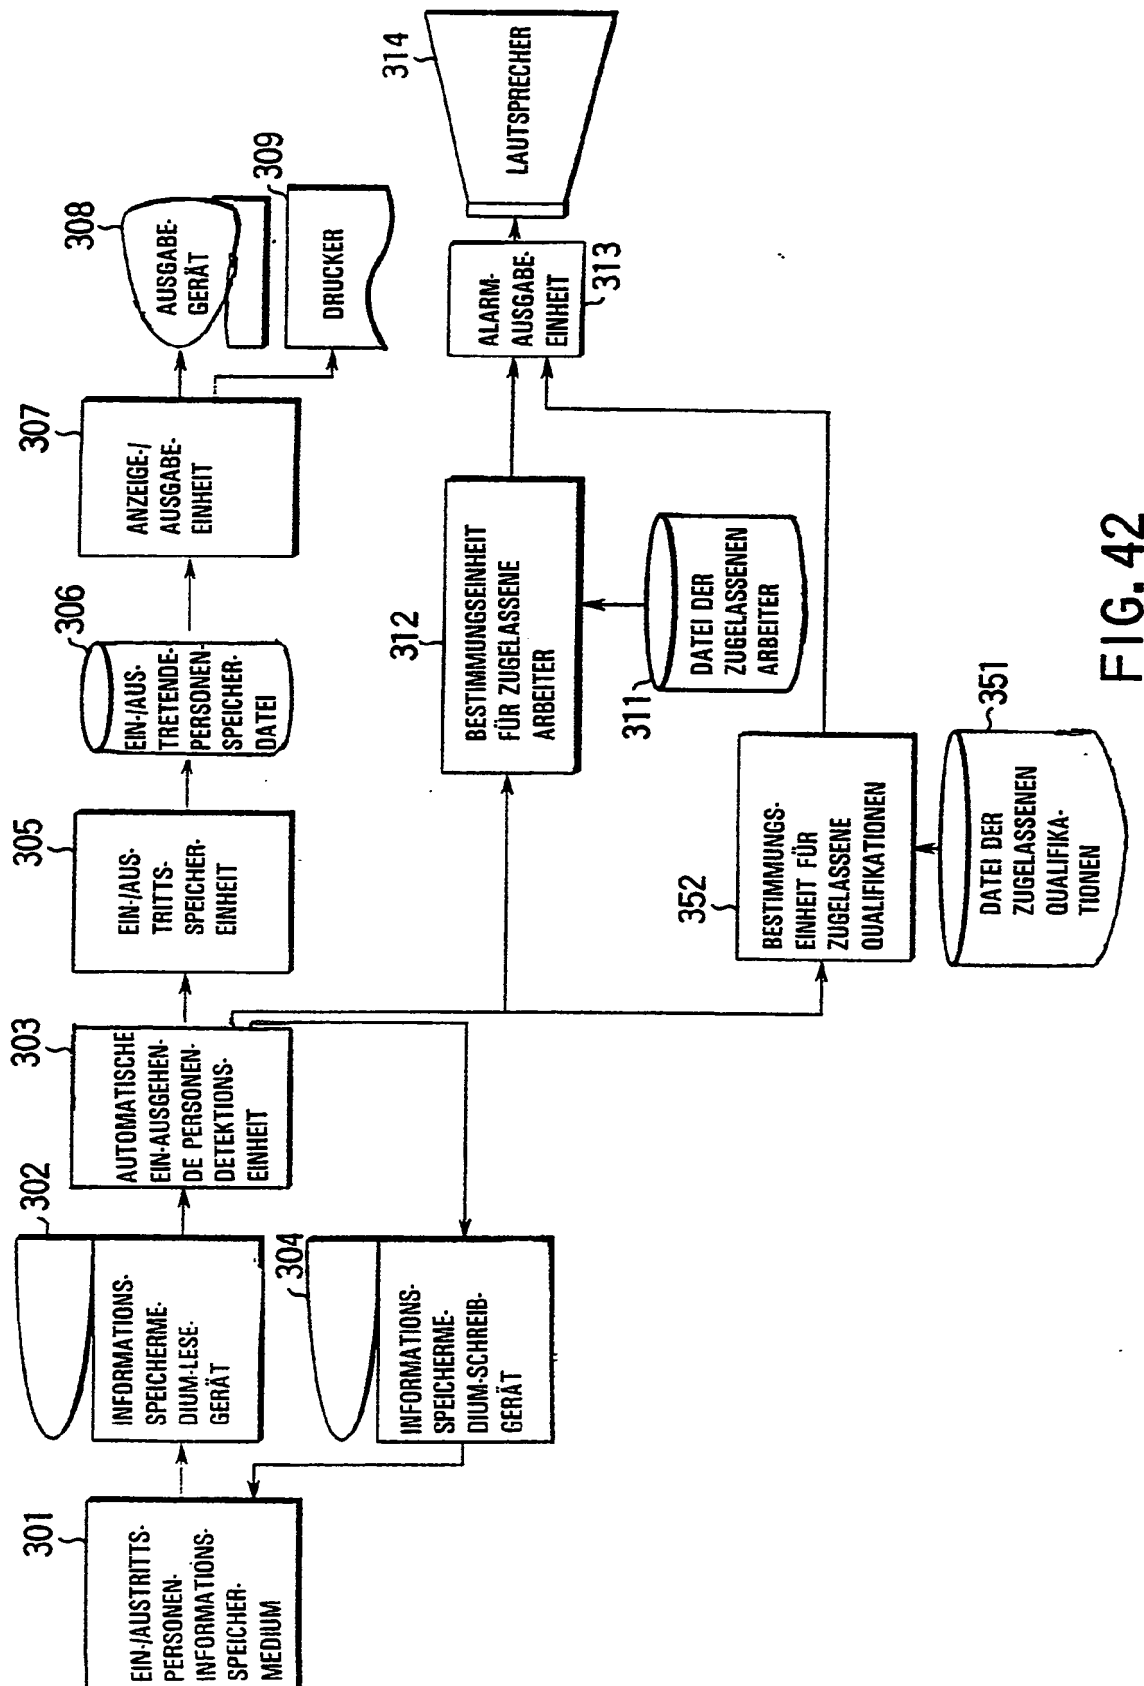 301
EIN-/AUSTRITTS-
PERSONEN-
INFORMATIONS-
SPEICHER-
MEDIUM
302
INFORMATIONS-
SPEICHERME-
DIUM-LESE-
GERÄT
304
INFORMATIONS-
SPEICHERME-
DIUM-SCHREIB-
GERÄT
303
AUTOMATISCHE
EIN-AUSGEHEN-
DE PERSONEN-
DETEKTIONS-
EINHEIT
305
EIN-/AUS-
TRITTS-
SPEICHER-
EINHEIT
306
EIN-/AUS-
TRETENDE-
PERSONEN-
SPEICHER-
DATEI
307
ANZEIGE-/
AUSGABE-
EINHEIT
308
AUSGABE-
GERÄT
309
DRUCKER
312
BESTIMMUNGSEINHEIT
FÜR ZUGELASSENE
ARBEITER
311
DATEI DER
ZUGELASSENEN
ARBEITER
313
ALARM-
AUSGABE-
EINHEIT
314
LAUTSPRECHER
352
BESTIMMUNGS-
EINHEIT FÜR
ZUGELASSENE
QUALIFIKATIONEN
351
DATEI DER
ZUGELASSENEN
QUALIFIKA-
TIONEN
FIG. 42